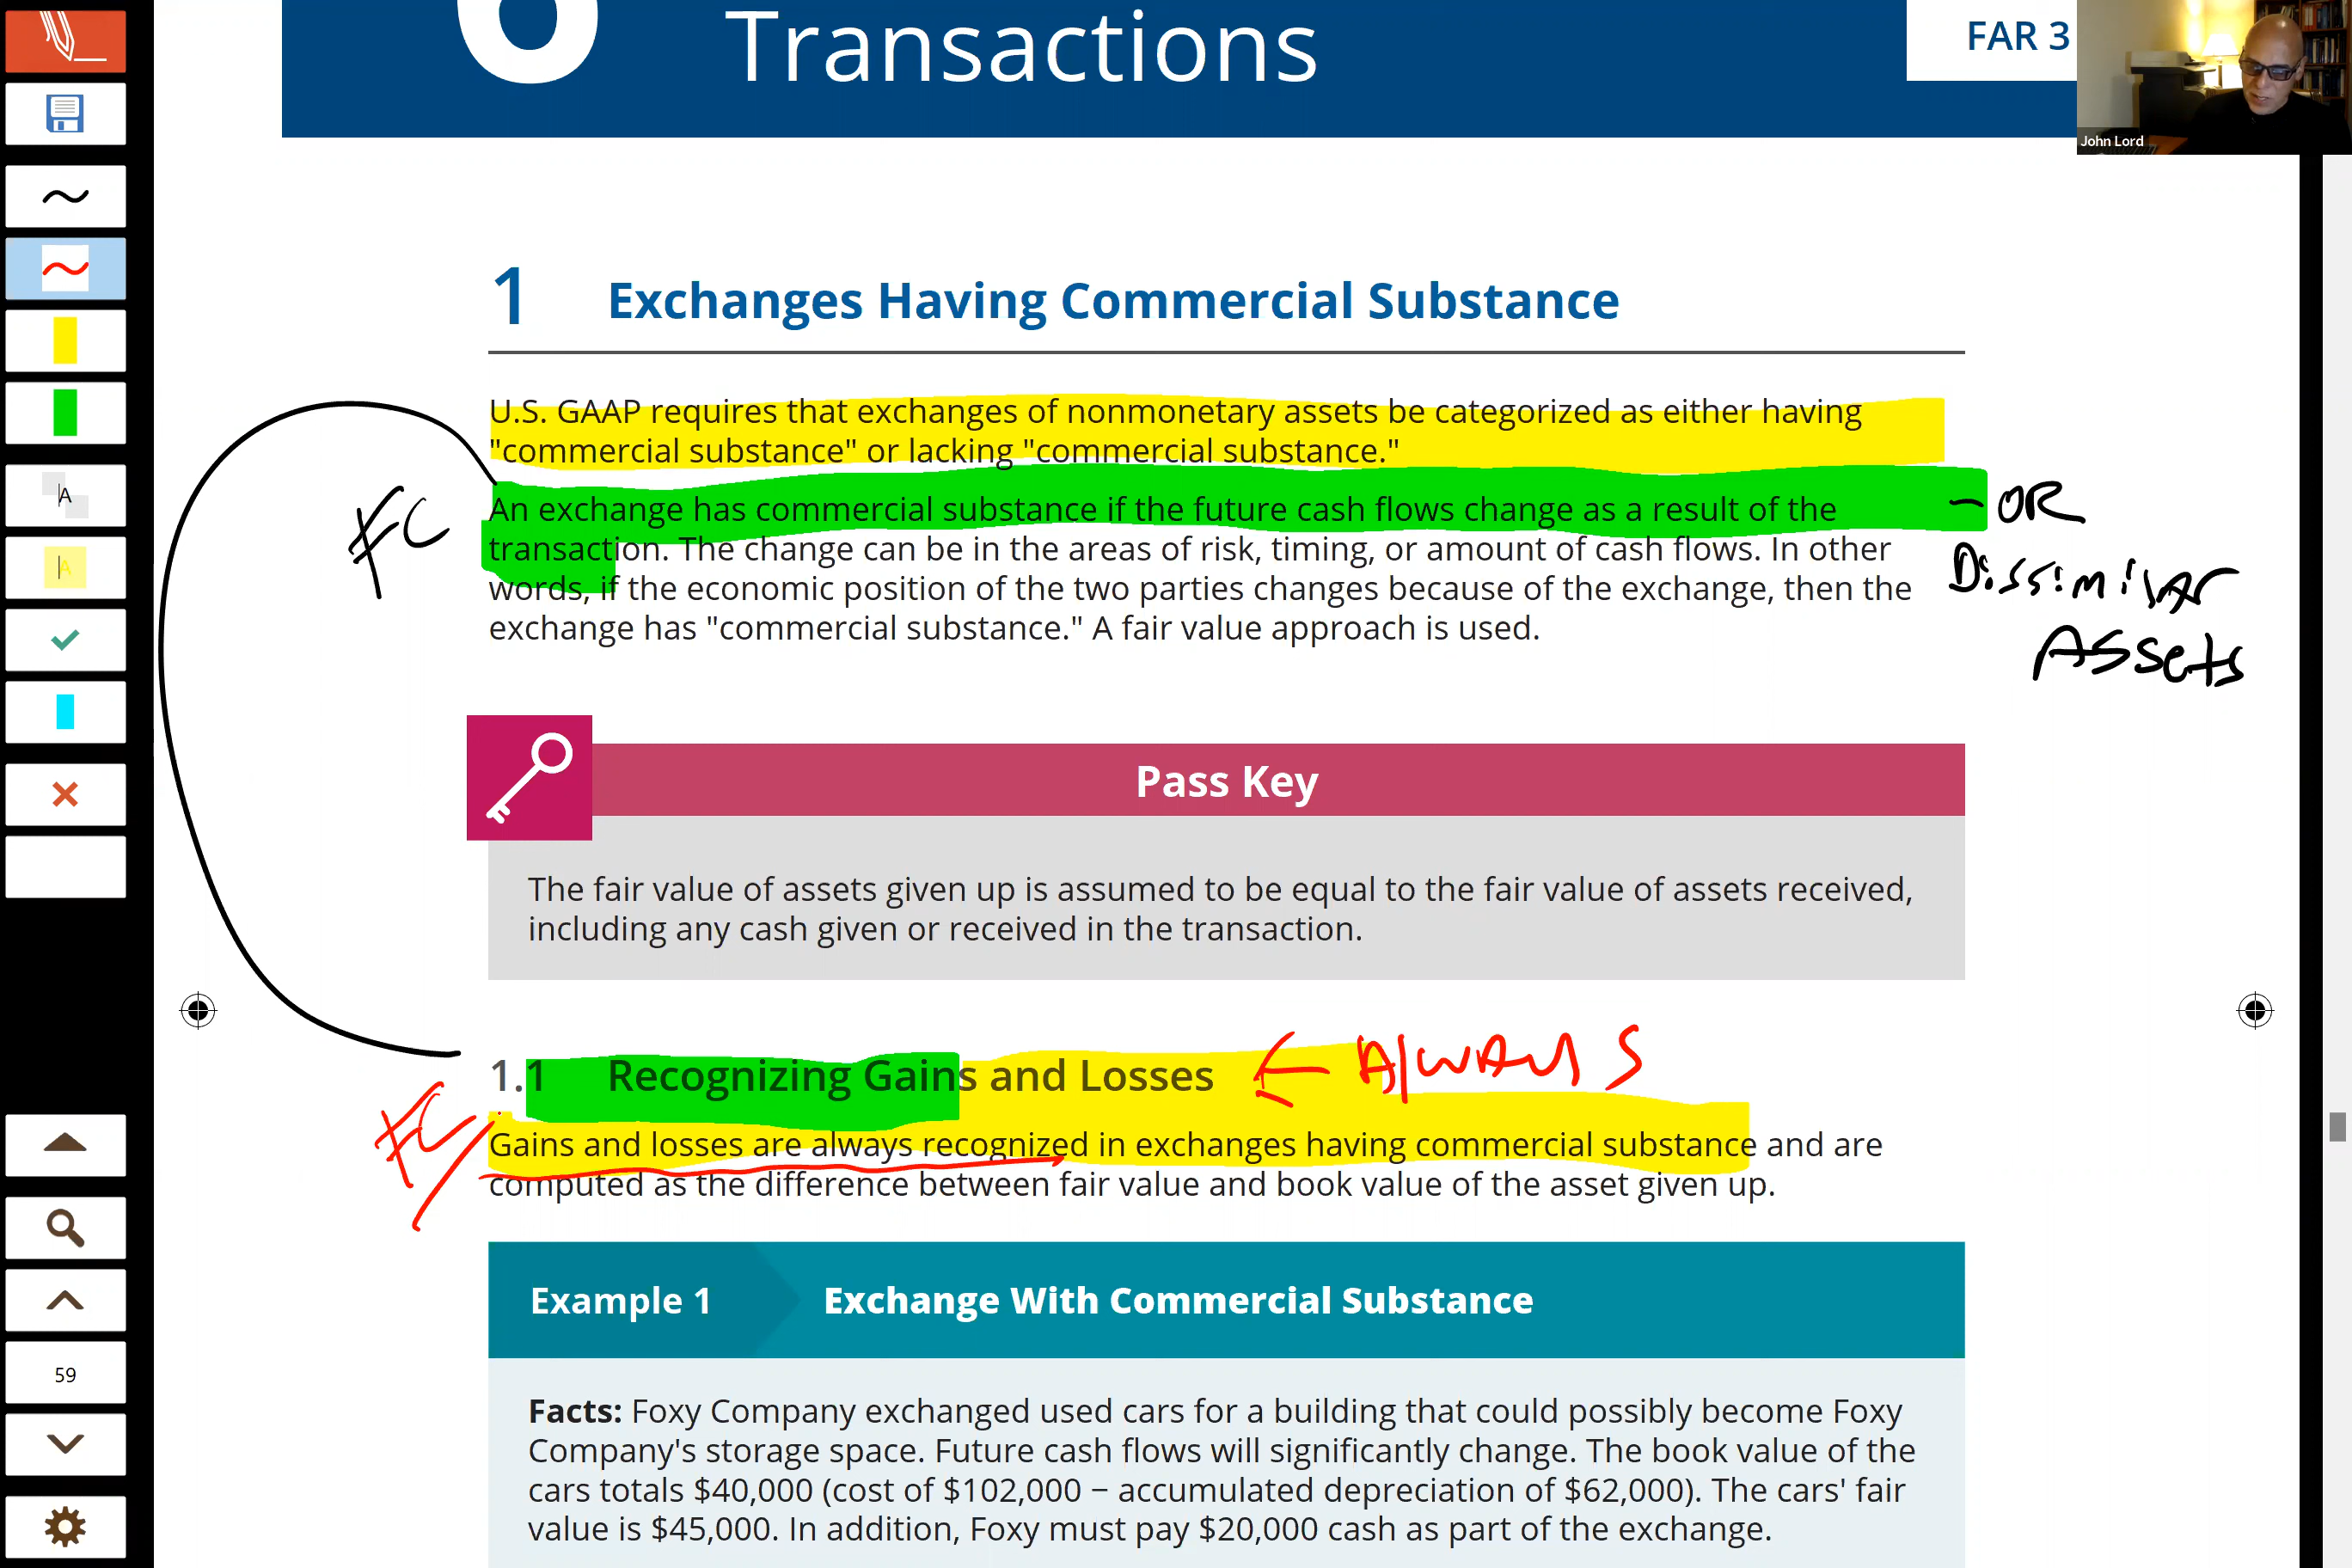 6 Transactions
FAR 3
John Lord
1 Exchanges Having Commercial Substance
U.S. GAAP requires that exchanges of nonmonetary assets be categorized as either having
"commercial substance" or lacking "commercial substance."
An exchange has commercial substance if the future cash flows change as a result of the
transaction. The change can be in the areas of risk, timing, or amount of cash flows. In other
words, if the economic position of the two parties changes because of the exchange, then the
exchange has "commercial substance." A fair value approach is used.
FC
- OR
Dissimilar
Assets
Pass Key
The fair value of assets given up is assumed to be equal to the fair value of assets received,
including any cash given or received in the transaction.
1.1 Recognizing Gains and Losses
← Always
FC
Gains and losses are always recognized in exchanges having commercial substance and are
computed as the difference between fair value and book value of the asset given up.
Example 1 Exchange With Commercial Substance
Facts: Foxy Company exchanged used cars for a building that could possibly become Foxy
Company's storage space. Future cash flows will significantly change. The book value of the
cars totals $40,000 (cost of $102,000 − accumulated depreciation of $62,000). The cars' fair
value is $45,000. In addition, Foxy must pay $20,000 cash as part of the exchange.
A
A
59